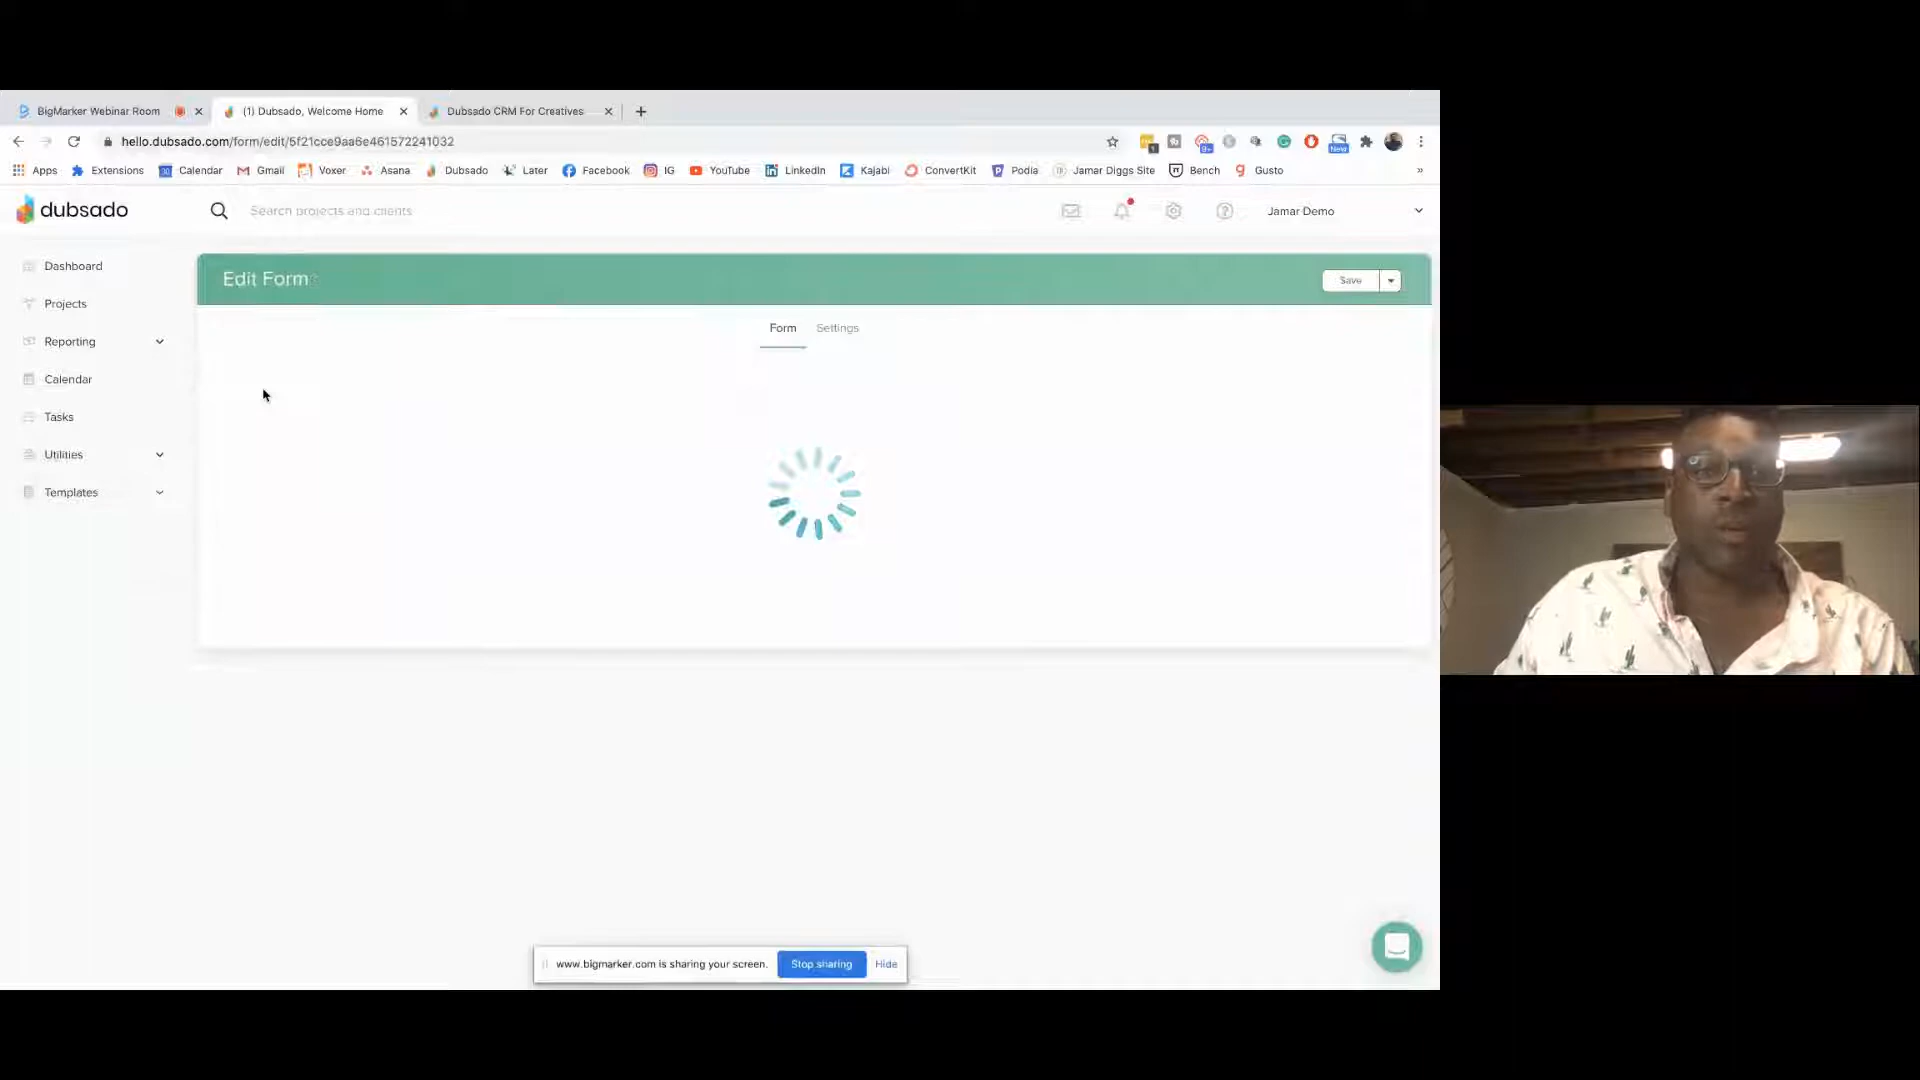 BigMarker Webinar Room
(1) Dubsado, Welcome Home
Dubsado CRM For Creatives
hello.dubsado.com/form/edit/5f21cce9aa6e461572241032
1
9+
New
Apps
Extensions
Calendar
Gmail
Voxer
Asana
Dubsado
Later
Facebook
IG
YouTube
LinkedIn
Kajabi
ConvertKit
Podia
Jamar Diggs Site
Bench
Gusto
»
dubsado
Search projects and clients
Jamar Demo
Dashboard
Projects
Reporting
Calendar
Tasks
Utilities
Templates
Edit Form
Save
Form
Settings
www.bigmarker.com is sharing your screen.
Stop sharing
Hide